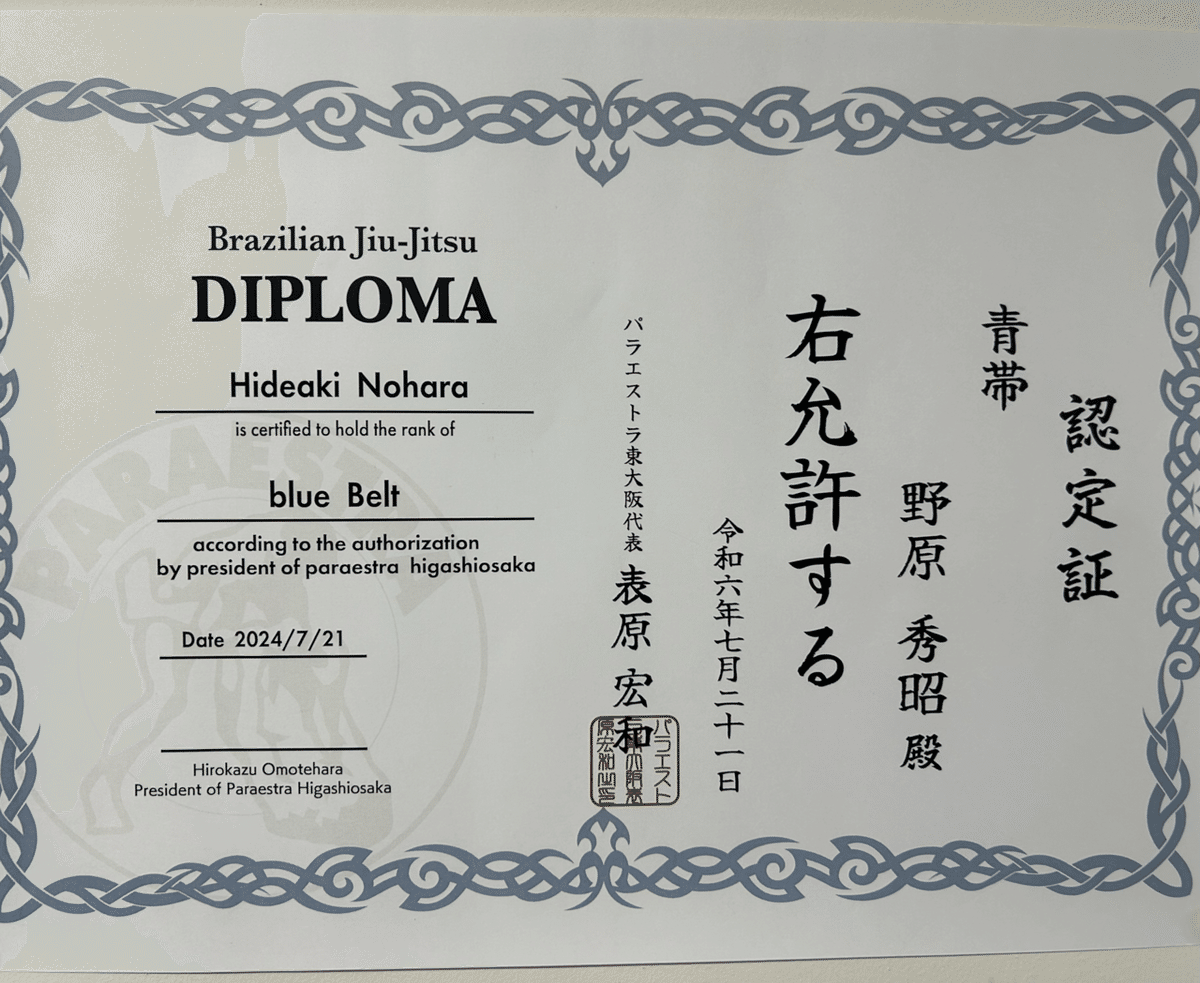 Brazilian Jiu-Jitsu
DIPLOMA
Hideaki Nohara
is certified to hold the rank of
blue Belt
according to the authorization
by president of paraestra higashiosaka
Date 2024/7/21
Hirokazu Omotehara
President of Paraestra Higashiosaka
PARAESTRA
認定証
青帯
野原 秀昭 殿
右允許する
令和六年七月二十一日
パラエストラ東大阪代表 表原 宏和